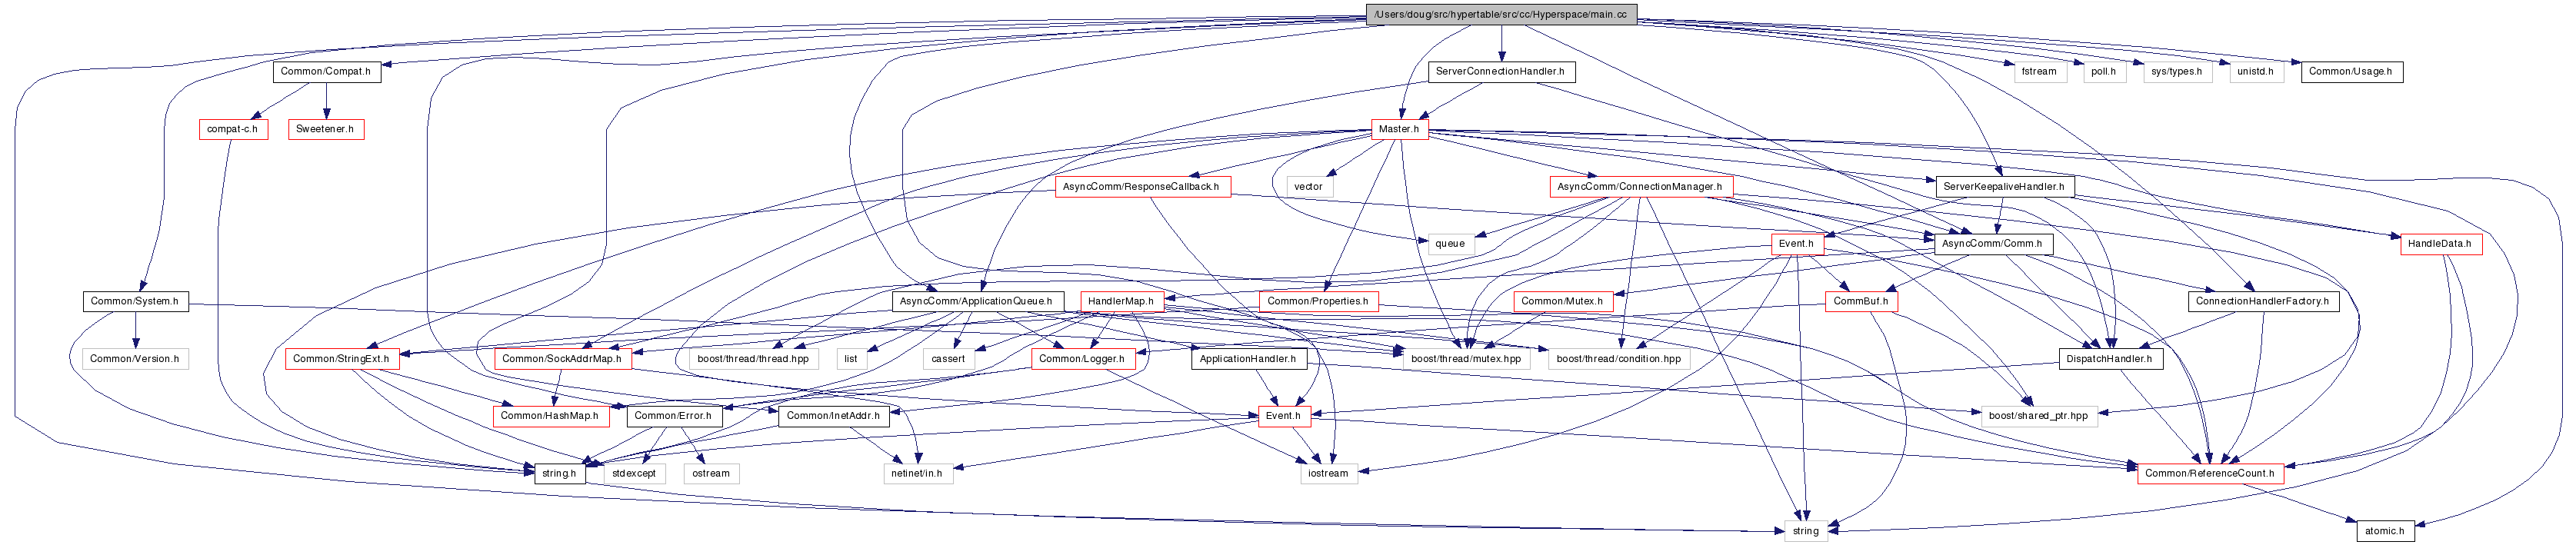 /Users/doug/src/hypertable/src/cc/Hyperspace/main.cc
Common/Compat.h
ServerConnectionHandler.h
fstream
poll.h
sys/types.h
unistd.h
Common/Usage.h
compat-c.h
Sweetener.h
Master.h
AsyncComm/ResponseCallback.h
vector
AsyncComm/ConnectionManager.h
ServerKeepaliveHandler.h
queue
Event.h
AsyncComm/Comm.h
HandleData.h
Common/System.h
AsyncComm/ApplicationQueue.h
HandlerMap.h
Common/Properties.h
Common/Mutex.h
CommBuf.h
ConnectionHandlerFactory.h
Common/Version.h
Common/StringExt.h
Common/SockAddrMap.h
boost/thread/thread.hpp
list
cassert
Common/Logger.h
ApplicationHandler.h
boost/thread/mutex.hpp
boost/thread/condition.hpp
DispatchHandler.h
Common/HashMap.h
Common/Error.h
Common/InetAddr.h
Event.h
boost/shared_ptr.hpp
string.h
stdexcept
ostream
netinet/in.h
iostream
Common/ReferenceCount.h
string
atomic.h